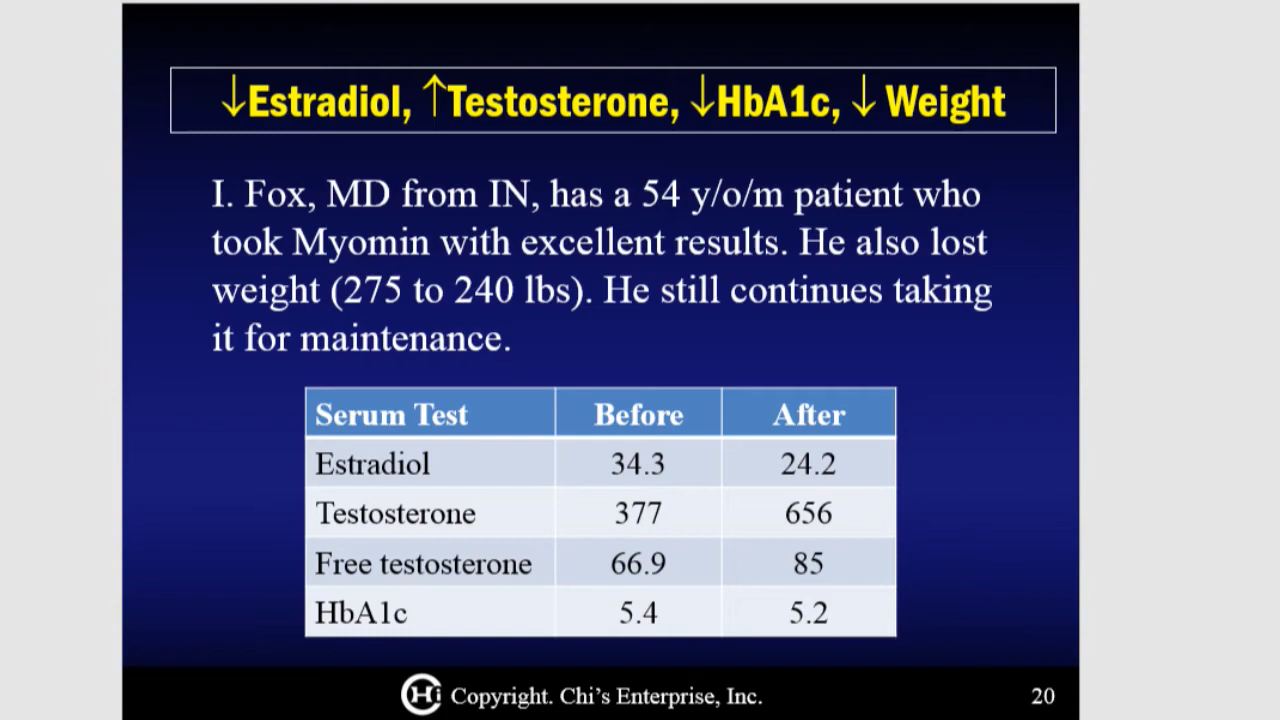 ↓Estradiol, ↑Testosterone, ↓HbA1c, ↓ Weight
I. Fox, MD from IN, has a 54 y/o/m patient who
took Myomin with excellent results. He also lost
weight (275 to 240 lbs). He still continues taking
it for maintenance.
Serum Test Before After
Estradiol 34.3 24.2
Testosterone 377 656
Free testosterone 66.9 85
HbA1c 5.4 5.2
CHi Copyright. Chi's Enterprise, Inc. 20